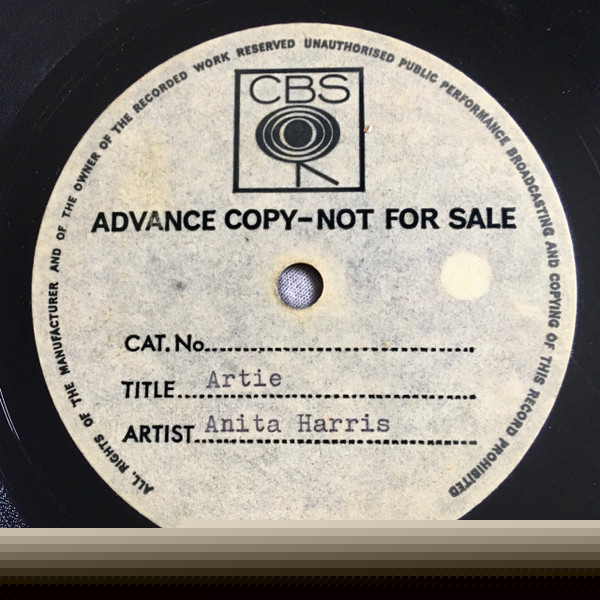 ALL RIGHTS OF THE MANUFACTURER AND OF THE OWNER OF THE RECORDED WORK RESERVED UNAUTHORISED PUBLIC PERFORMANCE BROADCASTING AND COPYING OF THIS RECORD PROHIBITED
CBS
ADVANCE COPY-NOT FOR SALE
CAT. No.
TITLE Artie
ARTIST Anita Harris